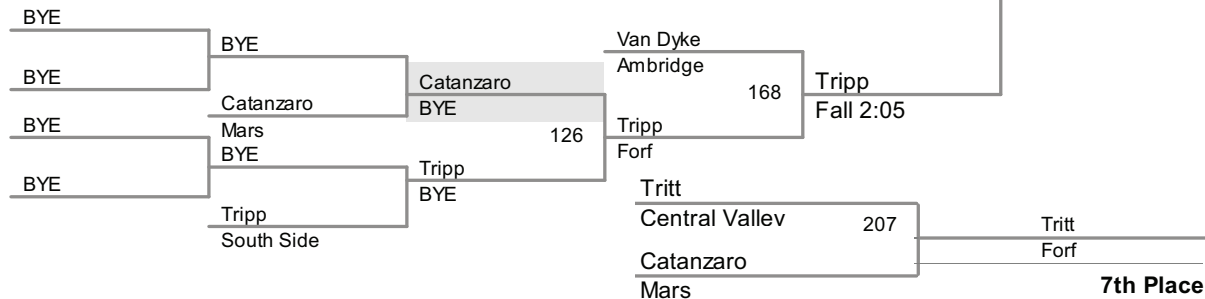 BYE
BYE
BYE
BYE
BYE
Catanzaro
Mars
BYE
Tripp
South Side
Catanzaro
BYE
126
Tripp
BYE
Van Dyke
Ambridge
168
Tripp
Forf
Tripp
Fall 2:05
Tritt
Central Vallev
207
Catanzaro
Mars
Tritt
Forf
7th Place